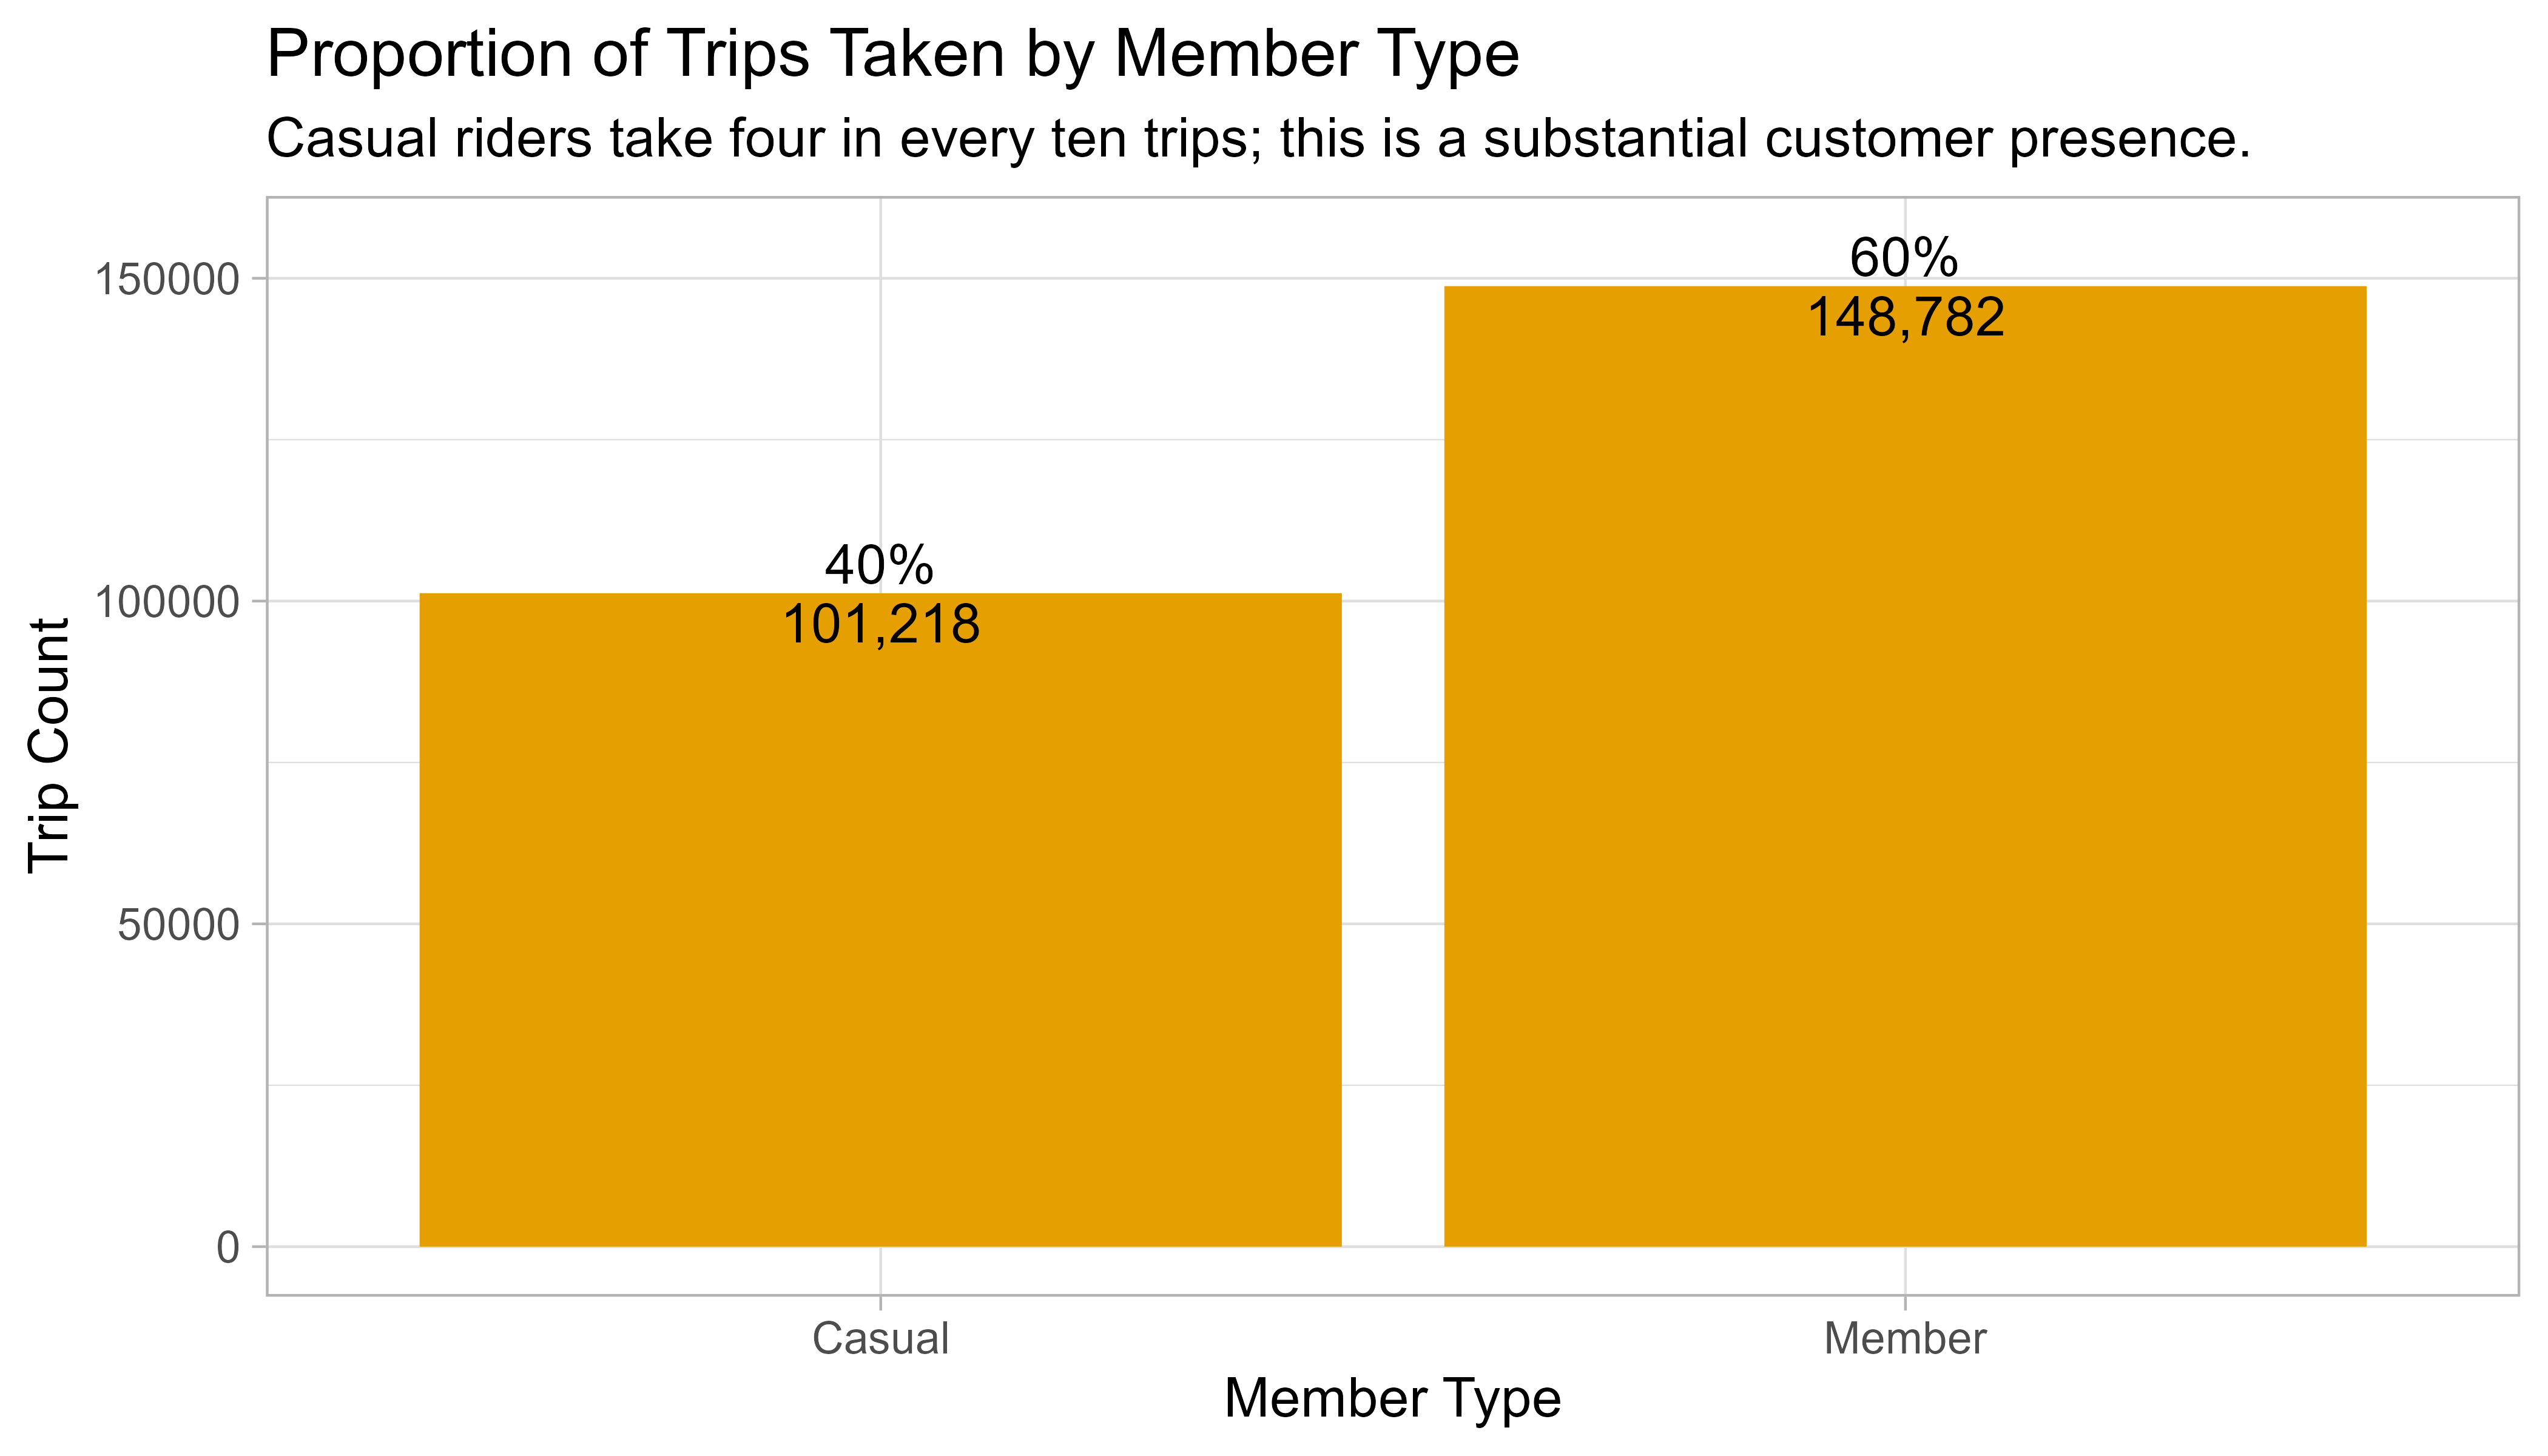 Proportion of Trips Taken by Member Type
Casual riders take four in every ten trips; this is a substantial customer presence.
Trip Count
150000
100000
50000
0
40%
101,218
60%
148,782
Casual
Member
Member Type